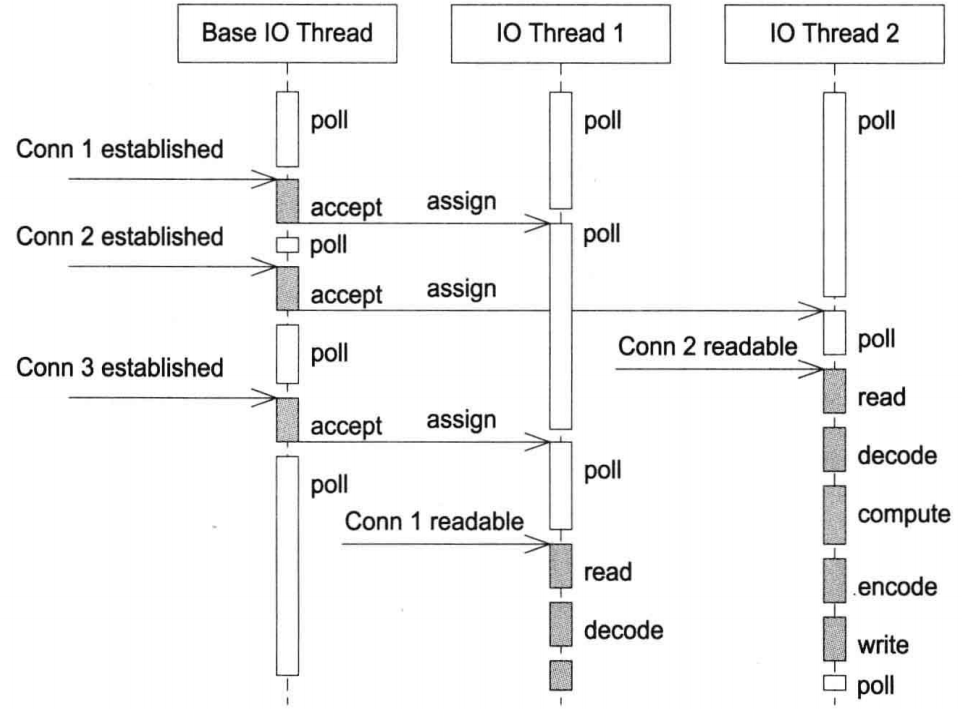 Base IO Thread
IO Thread 1
IO Thread 2
poll
poll
poll
Conn 1 established
accept
assign
Conn 2 established
poll
poll
accept
assign
poll
Conn 3 established
poll
Conn 2 readable
accept
assign
read
poll
poll
decode
Conn 1 readable
compute
read
encode
decode
write
poll